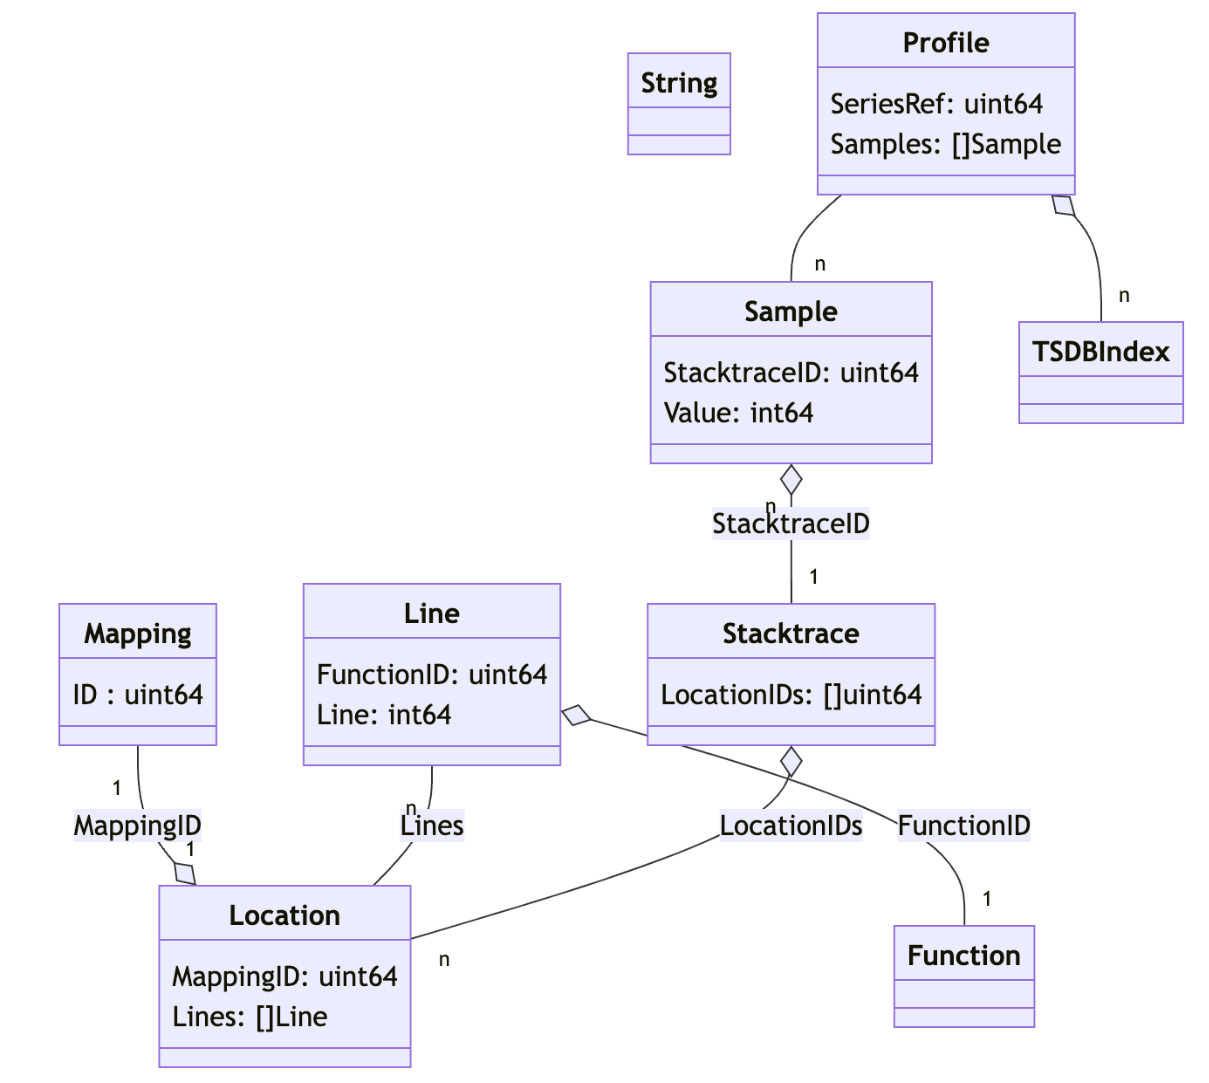 Profile
SeriesRef: uint64
Samples: []Sample
String
n
n
Sample
StacktraceID: uint64
Value: int64
TSDBIndex
n
StacktraceID
1
Line
FunctionID: uint64
Line: int64
Mapping
ID : uint64
Stacktrace
LocationIDs: []uint64
1
MappingID
1
n
Lines
LocationIDs
FunctionID
1
Location
MappingID: uint64
Lines: []Line
n
Function